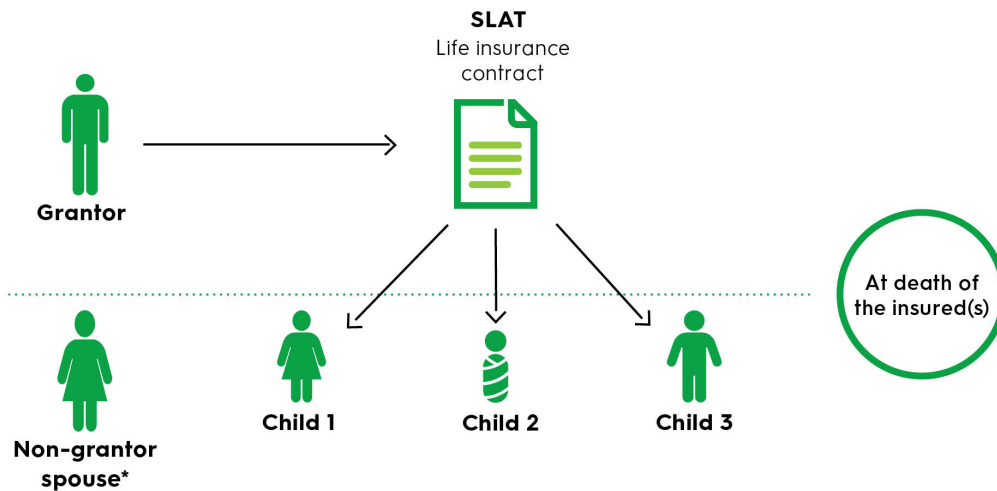 SLAT
Life insurance
contract
Grantor
At death of
the insured(s)
Non-grantor
spouse*
Child 1
Child 2
Child 3